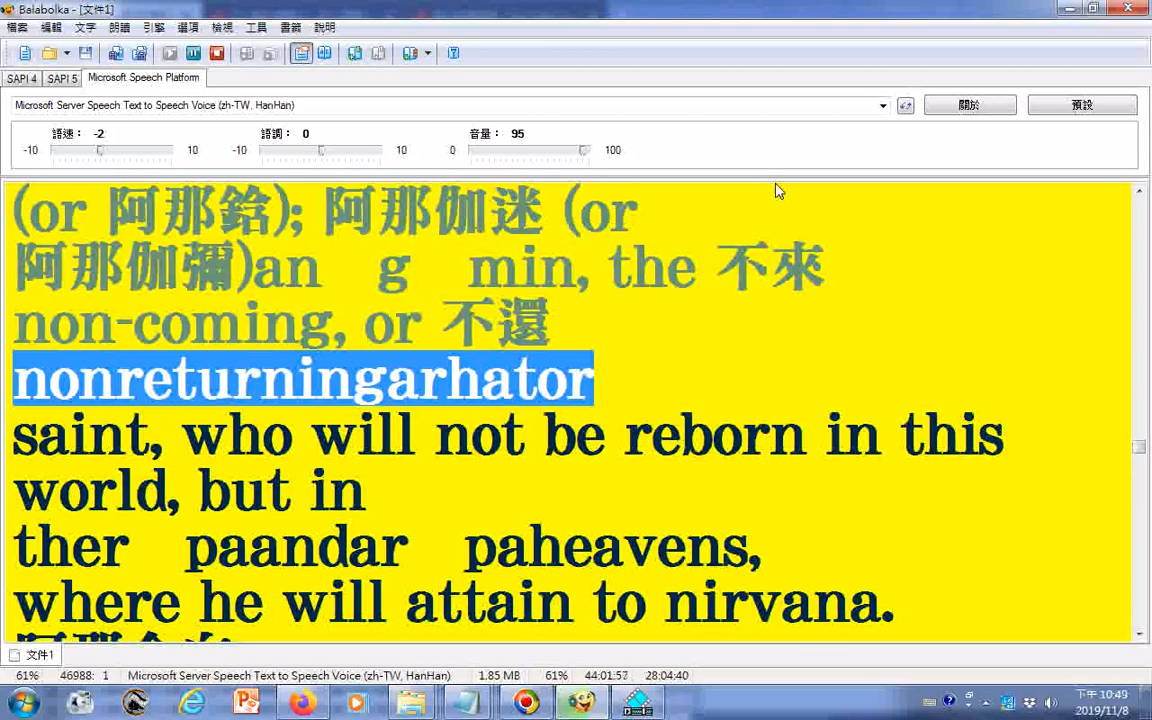 Balabolka - [文件1]
檔案 編輯 文字 朗讀 引擎 選項 檢視 工具 書籤 說明
SAPI 4 SAPI 5 Microsoft Speech Platform
Microsoft Server Speech Text to Speech Voice (zh-TW, HanHan) 關於 預設
語速： -2 語調： 0 音量： 95
-10 10 -10 10 0 100
(or 阿那鋡); 阿那伽迷 (or
阿那伽彌)an g min, the 不來
non-coming, or 不還
nonreturningarhator
saint, who will not be reborn in this
world, but in
ther paandar paheavens,
where he will attain to nirvana.
文件1
61% 46988: 1 Microsoft Server Speech Text to Speech Voice (zh-TW, HanHan) 1.85 MB 61% 44:01:57 28:04:40
下午 10:49
2019/11/8